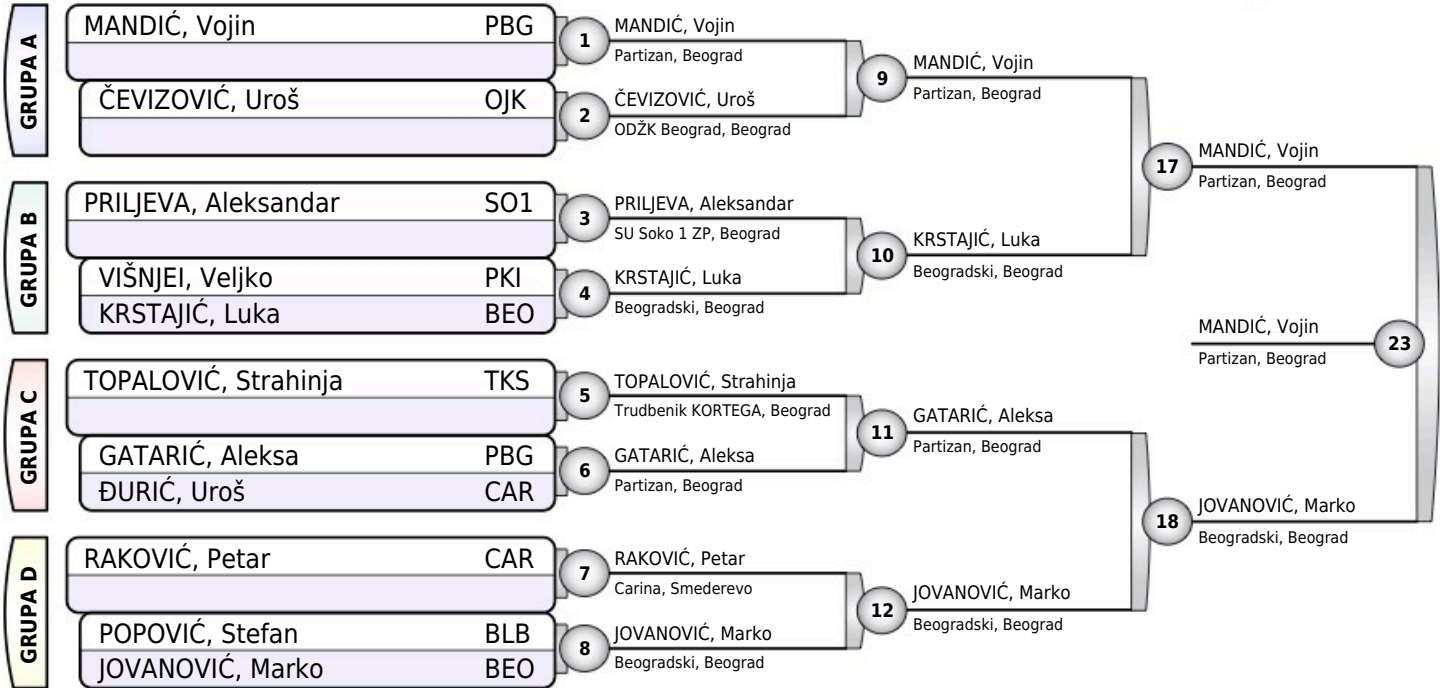 GRUPA A
MANDIĆ, Vojin PBG
ČEVIZOVIĆ, Uroš OJK
GRUPA B
PRILJEVA, Aleksandar SO1
VIŠNJEI, Veljko PKI
KRSTAJIĆ, Luka BEO
GRUPA C
TOPALOVIĆ, Strahinja TKS
GATARIĆ, Aleksa PBG
ĐURIĆ, Uroš CAR
GRUPA D
RAKOVIĆ, Petar CAR
POPOVIĆ, Stefan BLB
JOVANOVIĆ, Marko BEO
1
MANDIĆ, Vojin
Partizan, Beograd
2
ČEVIZOVIĆ, Uroš
ODŽK Beograd, Beograd
3
PRILJEVA, Aleksandar
SU Soko 1 ZP, Beograd
4
KRSTAJIĆ, Luka
Beogradski, Beograd
5
TOPALOVIĆ, Strahinja
Trudbenik KORTEGA, Beograd
6
GATARIĆ, Aleksa
Partizan, Beograd
7
RAKOVIĆ, Petar
Carina, Smederevo
8
JOVANOVIĆ, Marko
Beogradski, Beograd
9
MANDIĆ, Vojin
Partizan, Beograd
10
KRSTAJIĆ, Luka
Beogradski, Beograd
11
GATARIĆ, Aleksa
Partizan, Beograd
12
JOVANOVIĆ, Marko
Beogradski, Beograd
17
MANDIĆ, Vojin
Partizan, Beograd
18
JOVANOVIĆ, Marko
Beogradski, Beograd
MANDIĆ, Vojin
Partizan, Beograd
23